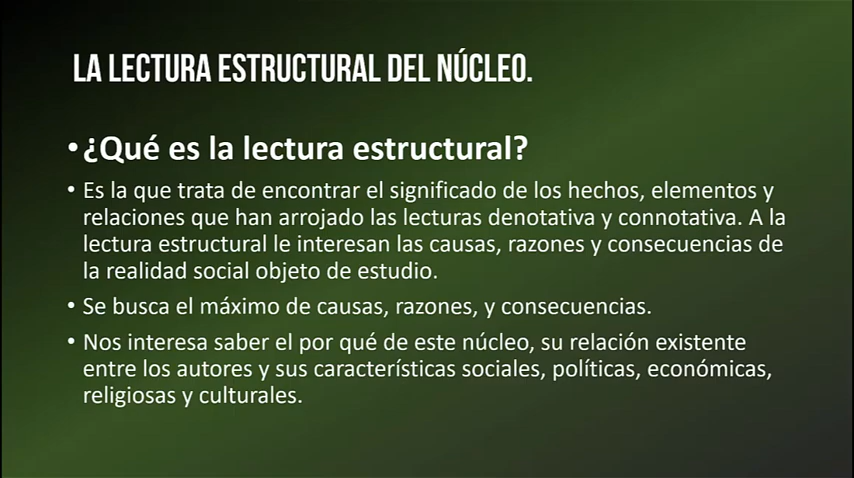 LA LECTURA ESTRUCTURAL DEL NÚCLEO.
• ¿Qué es la lectura estructural?
• Es la que trata de encontrar el significado de los hechos, elementos y
relaciones que han arrojado las lecturas denotativa y connotativa. A la
lectura estructural le interesan las causas, razones y consecuencias de
la realidad social objeto de estudio.
• Se busca el máximo de causas, razones, y consecuencias.
• Nos interesa saber el por qué de este núcleo, su relación existente
entre los autores y sus características sociales, políticas, económicas,
religiosas y culturales.